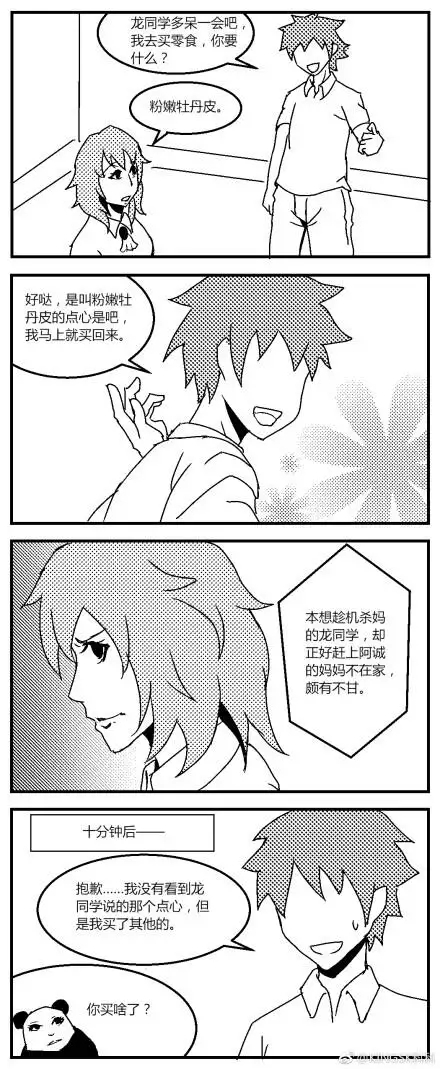 龙同学多呆一会吧，
我去买零食，你要
什么？
粉嫩牡丹皮。
好哒，是叫粉嫩牡
丹皮的点心是吧，
我马上就买回来。
本想趁机杀妈
的龙同学，却
正好赶上阿诚
的妈妈不在家，
颇有不甘。
十分钟后——
抱歉……我没有看到龙
同学说的那个点心，但
是我买了其他的。
你买啥了？